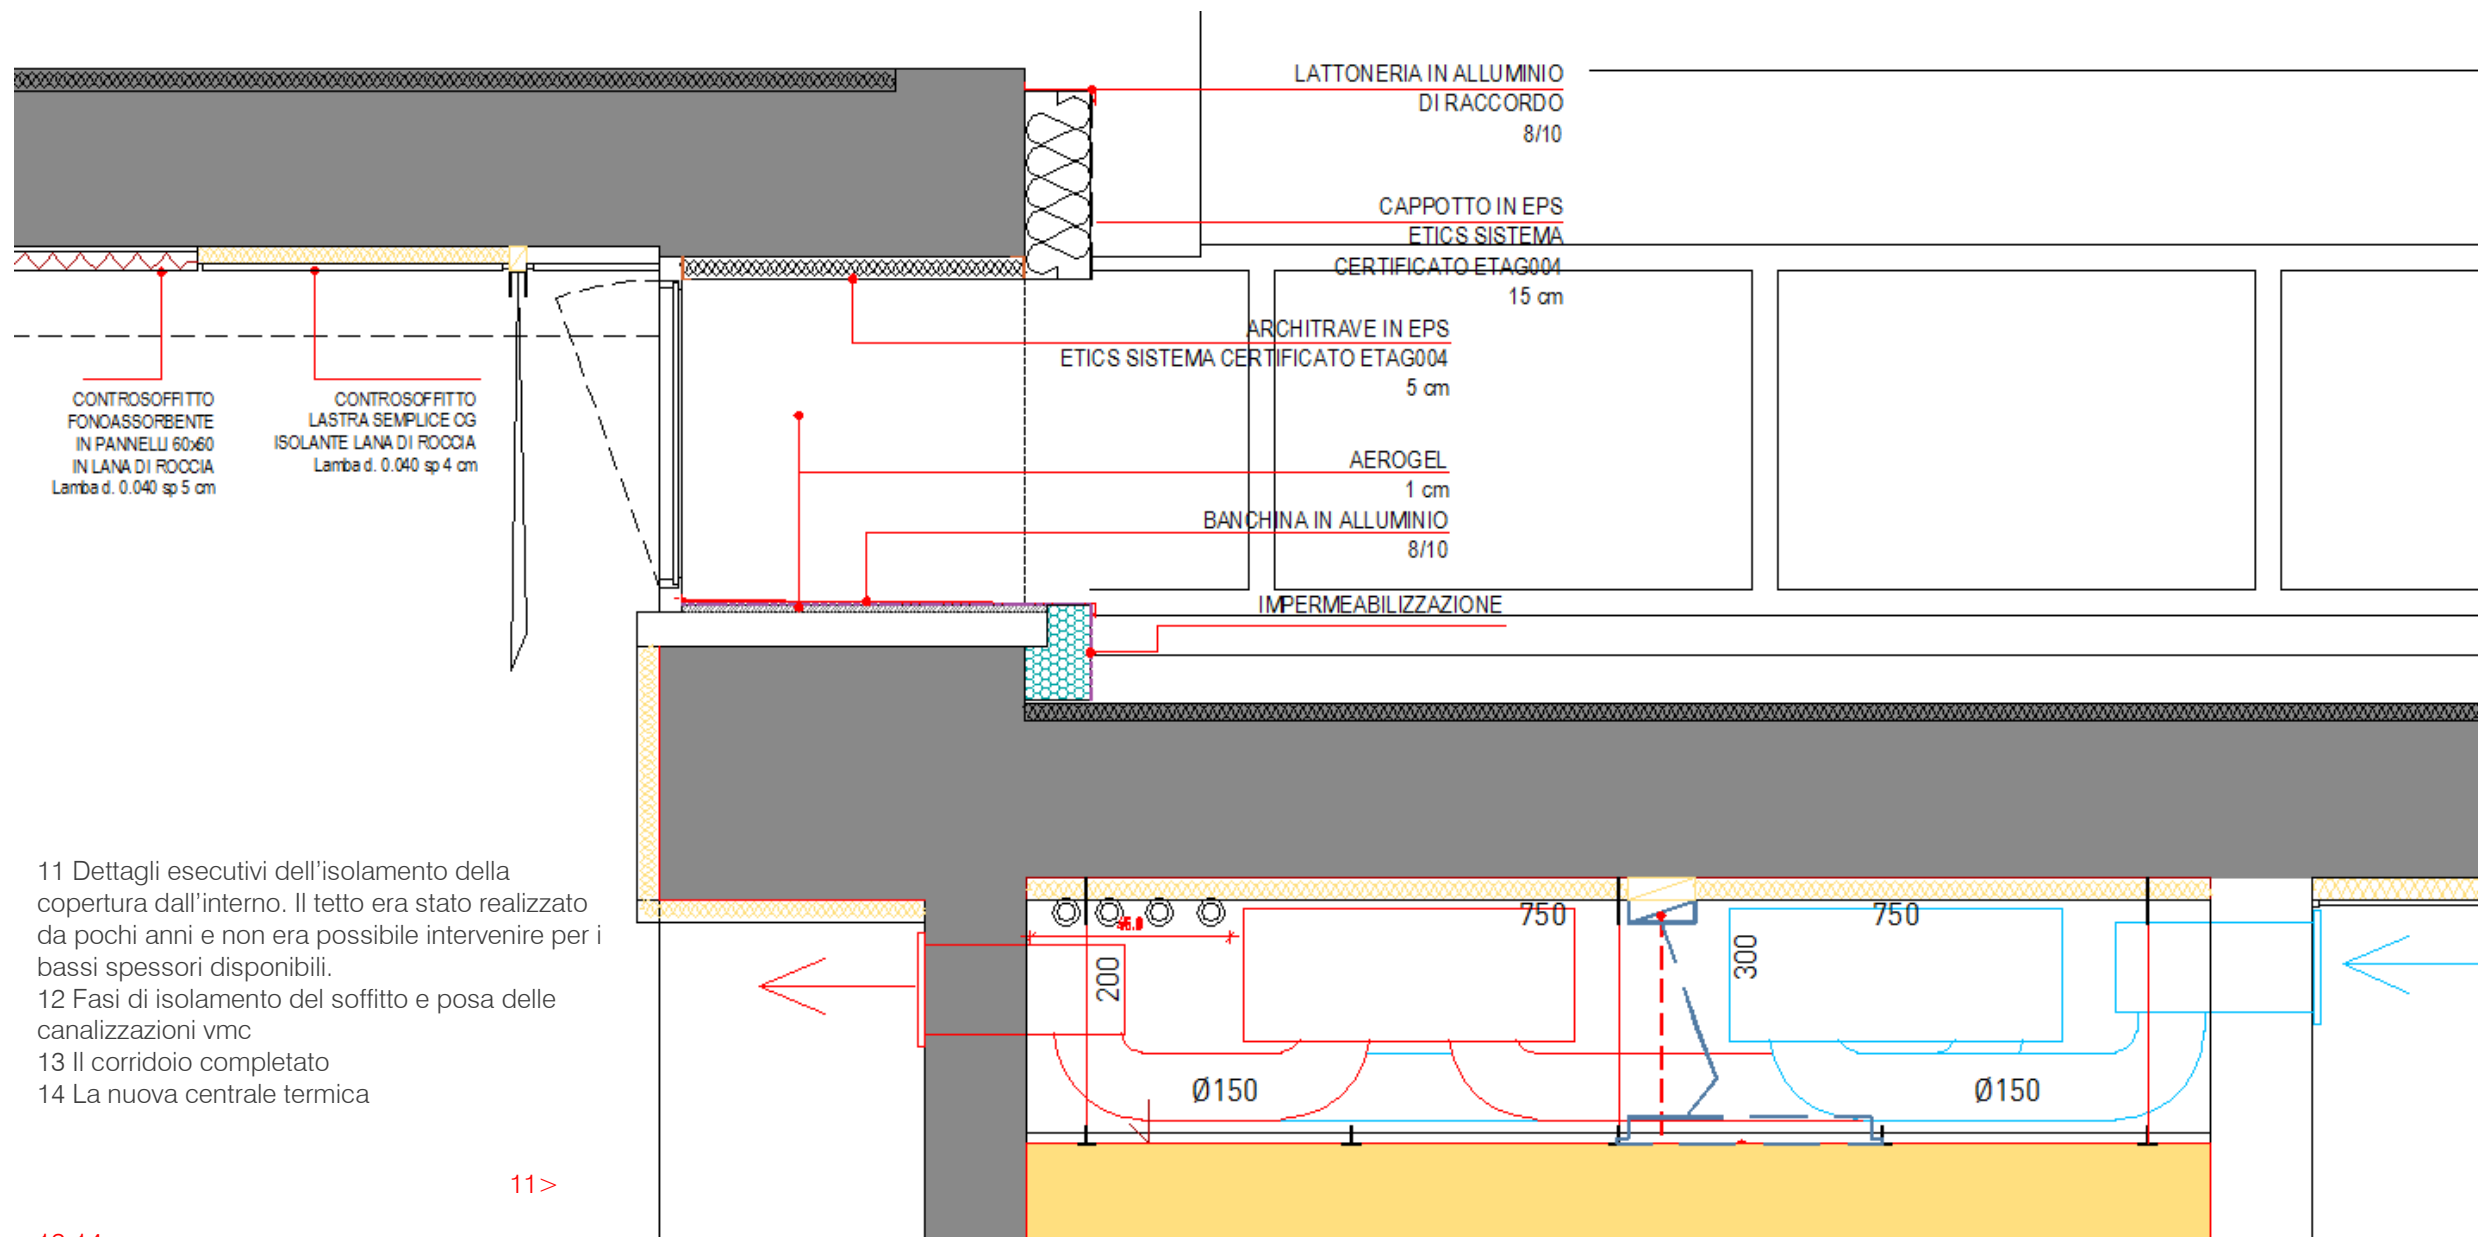 LATTONERIA IN ALLUMINIO
DI RACCORDO
8/10
CAPPOTTO IN EPS
ETICS SISTEMA
CERTIFICATO ETAG004
15 cm
ARCHITRAVE IN EPS
ETICS SISTEMA CERTIFICATO ETAG004
5 cm
AEROGEL
1 cm
BANCHINA IN ALLUMINIO
8/10
IMPERMEABILIZZAZIONE
CONTROSOFFITTO
FONOASSORBENTE
IN PANNELLI 60x60
IN LANA DI ROCCIA
Lamba d. 0.040 sp 5 cm
CONTROSOFFITTO
LASTRA SEMPLICE CG
ISOLANTE LANA DI ROCCIA
Lamba d. 0.040 sp 4 cm
11 Dettagli esecutivi dell'isolamento della
copertura dall'interno. Il tetto era stato realizzato
da pochi anni e non era possibile intervenire per i
bassi spessori disponibili.
12 Fasi di isolamento del soffitto e posa delle
canalizzazioni vmc
13 Il corridoio completato
14 La nuova centrale termica
11>
750
750
200
300
Ø150
Ø150